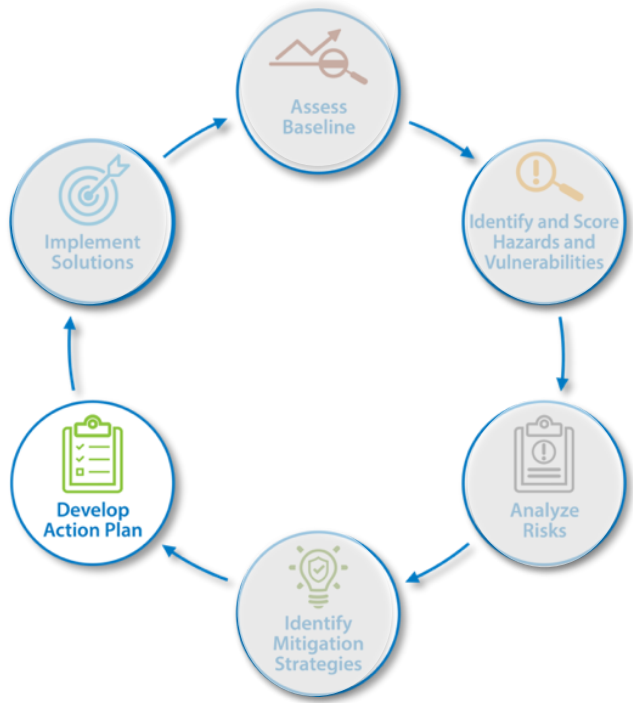 Assess
Baseline
Identify and Score
Hazards and
Vulnerabilities
Analyze
Risks
Identify
Mitigation
Strategies
Develop
Action Plan
Implement
Solutions